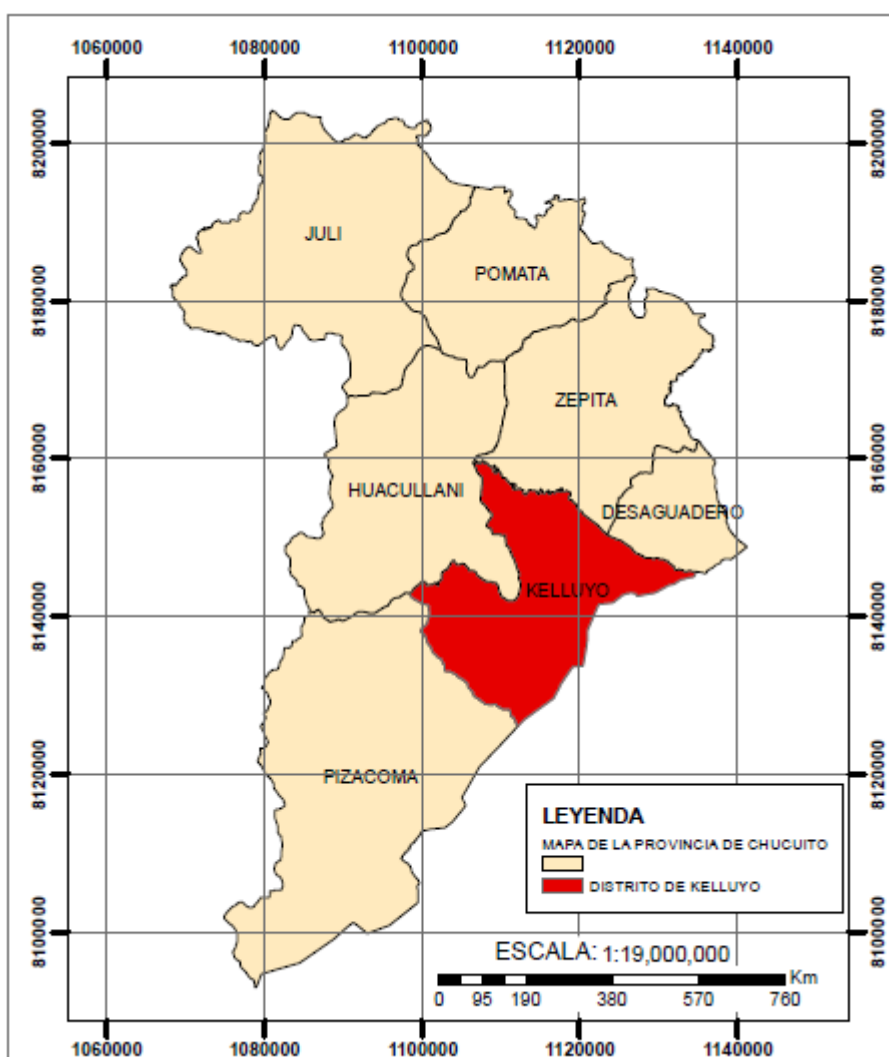 1060000 1080000 1100000 1120000 1140000
8200000 8200000
JULI
POMATA
8180000 8180000
ZEPITA
8160000 8160000
HUACULLANI
DESAGUADERO
KELLUYO
8140000 8140000
8120000 8120000
PIZACOMA
LEYENDA
MAPA DE LA PROVINCIA DE CHUCUITO
DISTRITO DE KELLUYO
8100000 8100000
ESCALA: 1:19,000,000
Km
0 95 190 380 570 760
1060000 1080000 1100000 1120000 1140000